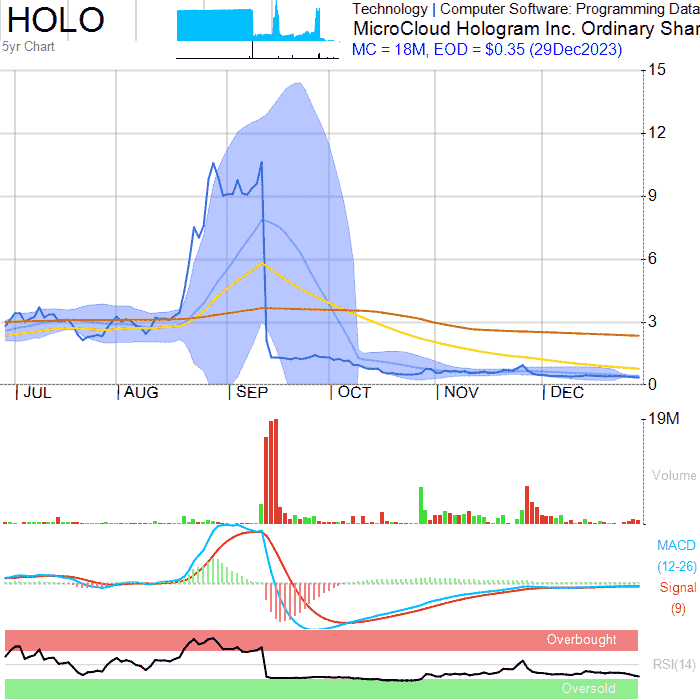 HOLO
5yr Chart
Technology | Computer Software: Programming Data
MicroCloud Hologram Inc. Ordinary Shar
MC = 18M, EOD = $0.35 (29Dec2023)
15
12
9
6
3
0
JUL AUG SEP OCT NOV DEC
19M
Volume
MACD
(12-26)
Signal
(9)
Overbought
RSI(14)
Oversold